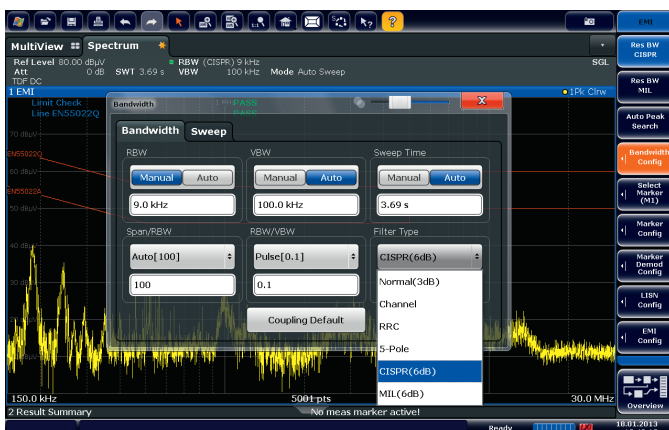 MultiView Spectrum
Ref Level 80.00 dBµV RBW (CISPR) 9 kHz SGL
Att 0 dB SWT 3.69 s VBW 100 kHz Mode Auto Sweep
TDF DC
1 EMI 1Pk Clrw
Limit Check 1 PASS
Line EN55022Q PASS
70 dBµV
EN55022Q
EN55022A
50 dBµV
40 dBµV
30 dBµV
Bandwidth X
Bandwidth Sweep
RBW VBW Sweep Time
Manual Auto Manual Auto Manual Auto
9.0 kHz 100.0 kHz 3.69 s
Span/RBW RBW/VBW Filter Type
Auto[100] Pulse[0.1] CISPR(6dB)
100 0.1
Coupling Default
Normal(3dB)
Channel
RRC
5-Pole
CISPR(6dB)
MIL(6dB)
150.0 kHz 5001 pts 30.0 MHz
2 Result Summary No meas marker active!
Ready 18.01.2013
EMI
Res BW
CISPR
Res BW
MIL
Auto Peak
Search
Bandwidth
Config
Select
Marker
(M1)
Marker
Config
Marker
Demod
Config
LISN
Config
EMI
Config
Overview